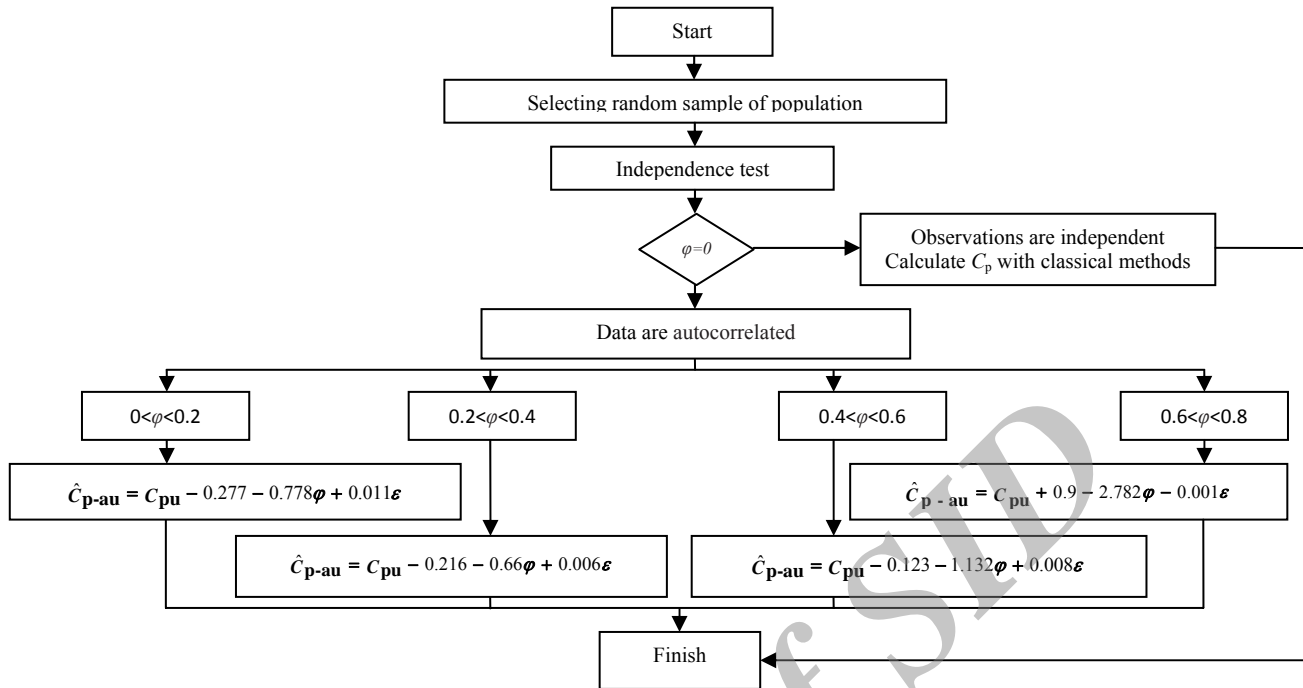 Start
Selecting random sample of population
Independence test
φ=0
Observations are independent
Calculate Cp with classical methods
Data are autocorrelated
0<φ<0.2
0.2<φ<0.4
0.4<φ<0.6
0.6<φ<0.8
Ĉp-au = Cpu − 0.277 − 0.778φ + 0.011ε
Ĉp - au = Cpu + 0.9 − 2.782φ − 0.001ε
Ĉp-au = Cpu − 0.216 − 0.66φ + 0.006ε
Ĉp-au = Cpu − 0.123 − 1.132φ + 0.008ε
Finish
of SID